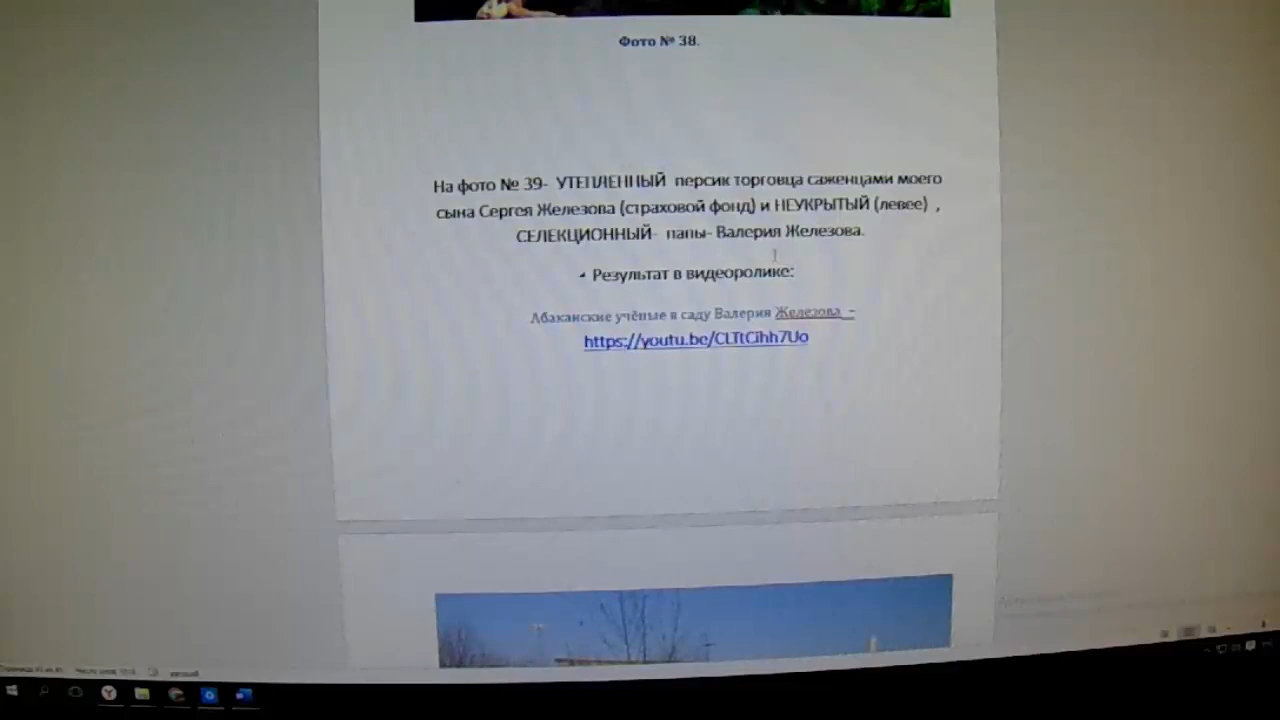 Фото № 38.
На фото № 39- УТЕПЛЕННЫЙ персик торговца саженцами моего
сына Сергея Железова (страховой фонд) и НЕУКРЫТЫЙ (левее) ,
СЕЛЕКЦИОННЫЙ- папы- Валерия Железова.
- Результат в видеоролике:
Абаканские учёные в саду Валерия Железова -
https://youtu.be/CLTtCihh7Uo